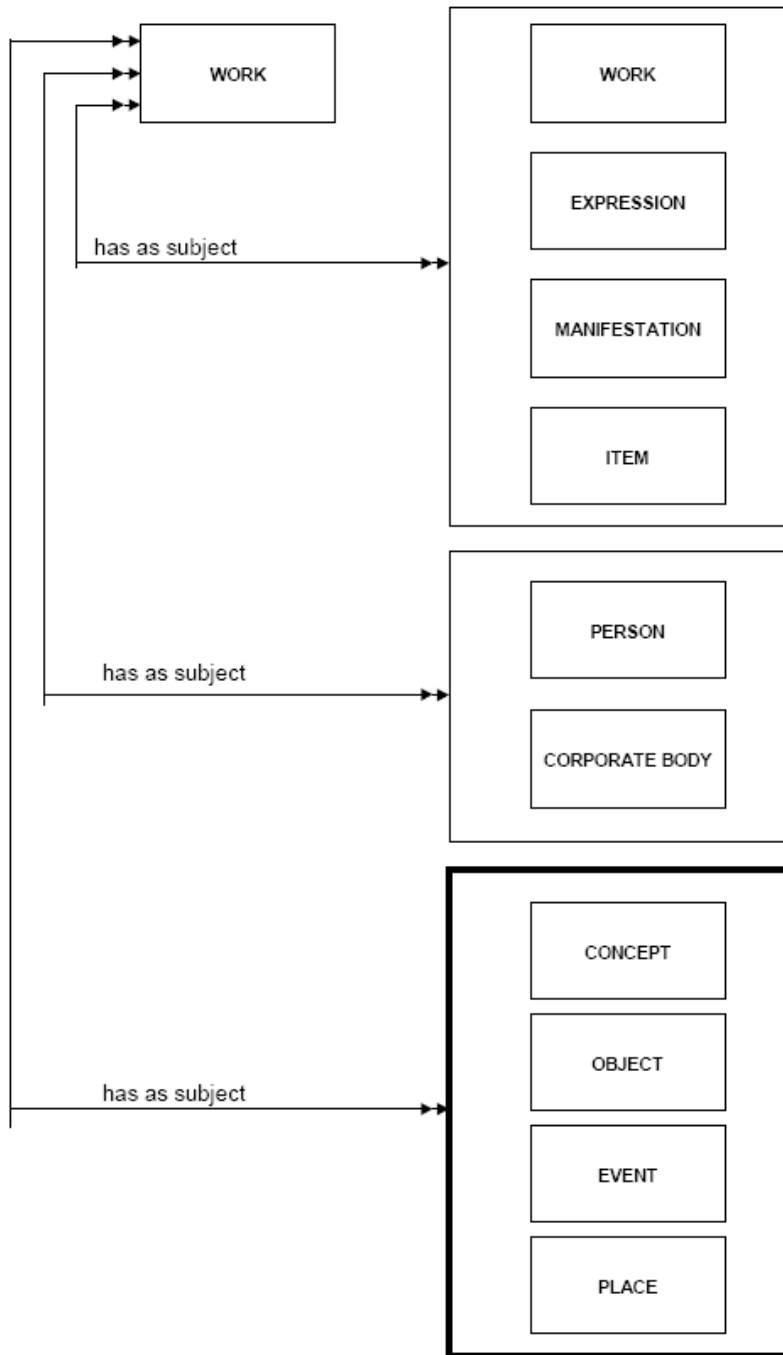 WORK
WORK
EXPRESSION
has as subject
MANIFESTATION
ITEM
PERSON
has as subject
CORPORATE BODY
CONCEPT
OBJECT
has as subject
EVENT
PLACE